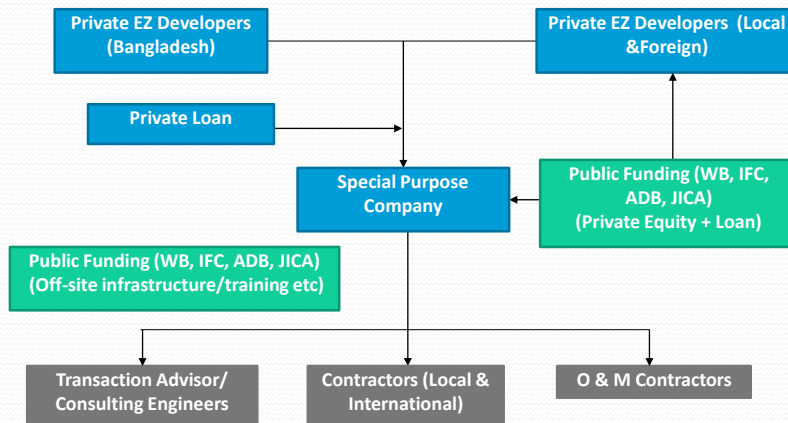 Private EZ Developers
(Bangladesh)
Private EZ Developers (Local
&Foreign)
Private Loan
Special Purpose
Company
Public Funding (WB, IFC,
ADB, JICA)
(Private Equity + Loan)
Public Funding (WB, IFC, ADB, JICA)
(Off-site infrastructure/training etc)
Transaction Advisor/
Consulting Engineers
Contractors (Local &
International)
O & M Contractors